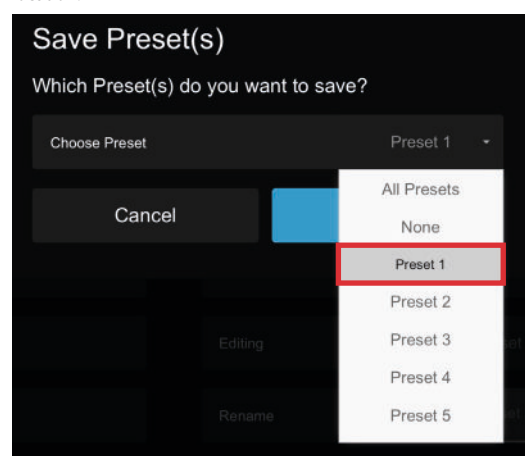 Save Preset(s)
Which Preset(s) do you want to save?
Choose Preset
Preset 1
Cancel
All Presets
None
Preset 1
Preset 2
Preset 3
Preset 4
Preset 5
Editing
Rename